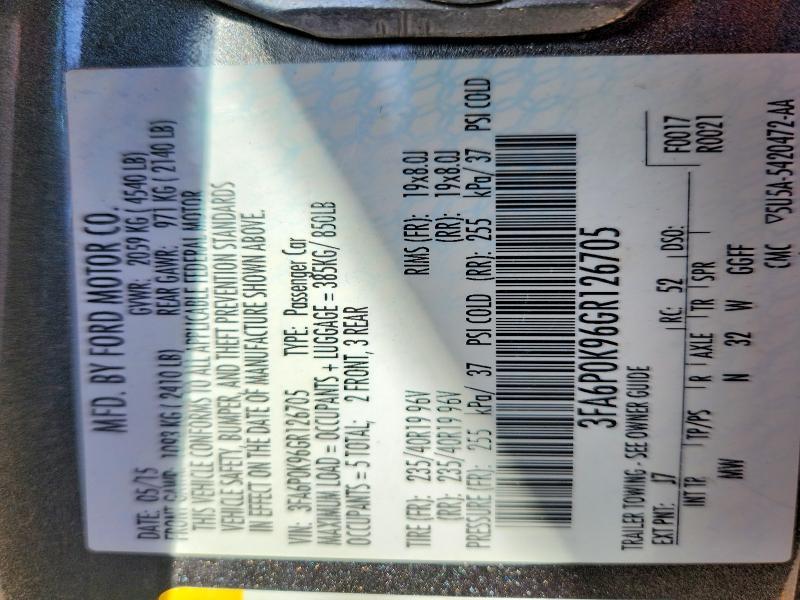 MFD. BY FORD MOTOR CO.
DATE: 05/15 GVWR: 2059 KG ( 4540 LB)
FRONT GAWR: 1093 KG ( 2410 LB) REAR GAWR: 971 KG ( 2140 LB)
THIS VEHICLE CONFORMS TO ALL APPLICABLE FEDERAL MOTOR
VEHICLE SAFETY, BUMPER, AND THEFT PREVENTION STANDARDS
IN EFFECT ON THE DATE OF MANUFACTURE SHOWN ABOVE.
VIN: 3FA6P0K96GR126705 TYPE: Passenger Car
MAXIMUM LOAD = OCCUPANTS + LUGGAGE = 385KG/ 850LB
OCCUPANTS = 5 TOTAL; 2 FRONT, 3 REAR
TIRE (FR): 235/40R19 96V RIMS (FR): 19x8.0J
(RR): 235/40R19 96V (RR): 19x8.0J
PRESSURE (FR): 255 kPa/ 37 PSI COLD (RR): 255 kPa/ 37 PSI COLD
3FA6P0K96GR126705
TRAILER TOWING - SEE OWNER GUIDE
F0017
R0021
EXT PNT: J7 RC: 52 DSO:
INT TR TP/PS R AXLE TR SPR
MW N 32 W GGFF
CMC ▽5U5A-5420472-AA